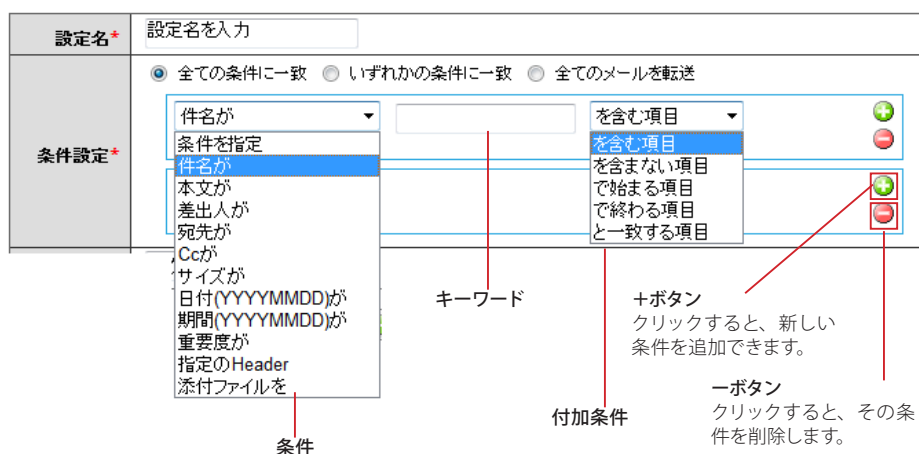 設定名*
設定名を入力
条件設定*
全ての条件に一致 いずれかの条件に一致 全てのメールを転送
件名が
を含む項目
条件を指定
件名が
本文が
差出人が
宛先が
Ccが
サイズが
日付(YYYYMMDD)が
期間(YYYYMMDD)が
重要度が
指定のHeader
添付ファイルを
を含む項目
を含まない項目
で始まる項目
で終わる項目
と一致する項目
キーワード
+ボタン
クリックすると、新しい
条件を追加できます。
付加条件
ーボタン
クリックすると、その条
件を削除します。
条件